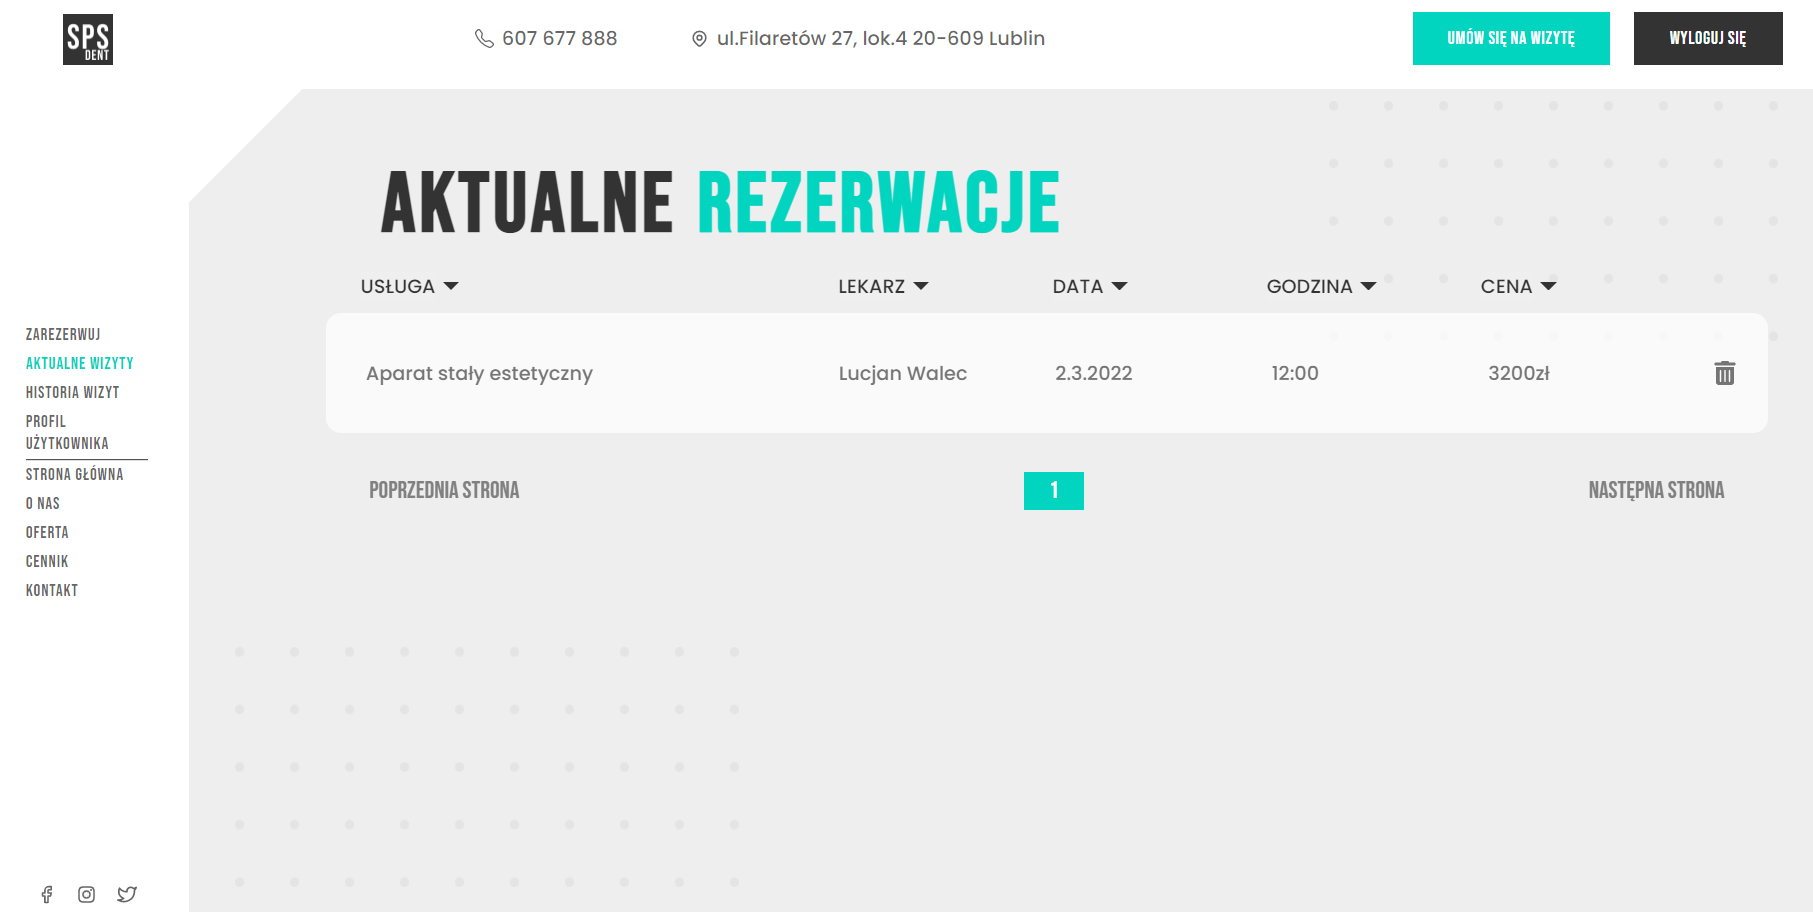 SPS
DENT
607 677 888
ul.Filaretów 27, lok.4 20-609 Lublin
UMÓW SIĘ NA WIZYTĘ
WYLOGUJ SIĘ
ZAREZERWUJ
AKTUALNE WIZYTY
HISTORIA WIZYT
PROFIL
UŻYTKOWNIKA
STRONA GŁÓWNA
O NAS
OFERTA
CENNIK
KONTAKT
AKTUALNE REZERWACJE
USŁUGA LEKARZ DATA GODZINA CENA
Aparat stały estetyczny Lucjan Walec 2.3.2022 12:00 3200zł
POPRZEDNIA STRONA 1 NASTĘPNA STRONA